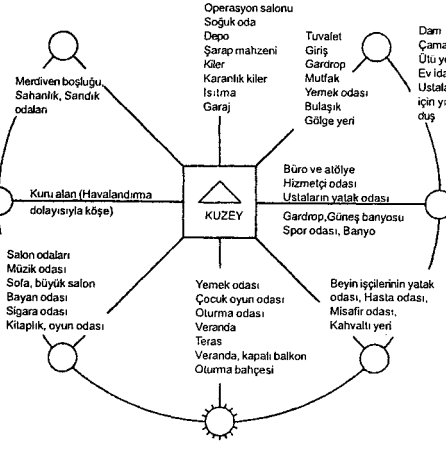 Operasyon salonu
Soğuk oda
Depo
Şarap mahzeni
Kiler
Karanlık kiler
Isıtma
Garaj
Tuvalet
Giriş
Gardrop
Mutfak
Yemek odası
Bulaşık
Gölge yeri
Dam
Ütü
Ev
için
duş
Merdiven boşluğu,
Sahanlık, Sandık
odaları
Kuru alan (Havalandırma
dolayısıyla köşe)
KUZEY
Büro ve atölye
Hizmetçi odası
Ustaların yatak odası
Gardrop,Güneş banyosu
Spor odası, Banyo
Salon odaları
Müzik odası
Sofa, büyük salon
Bayan odası
Sigara odası
Kitaplık, oyun odası
Yemek odası
Çocuk oyun odası
Oturma odası
Veranda
Teras
Veranda, kapalı balkon
Oturma bahçesi
Beyin işçilerinin yatak
odası, Hasta odası,
Misafir odası,
Kahvaltı yeri